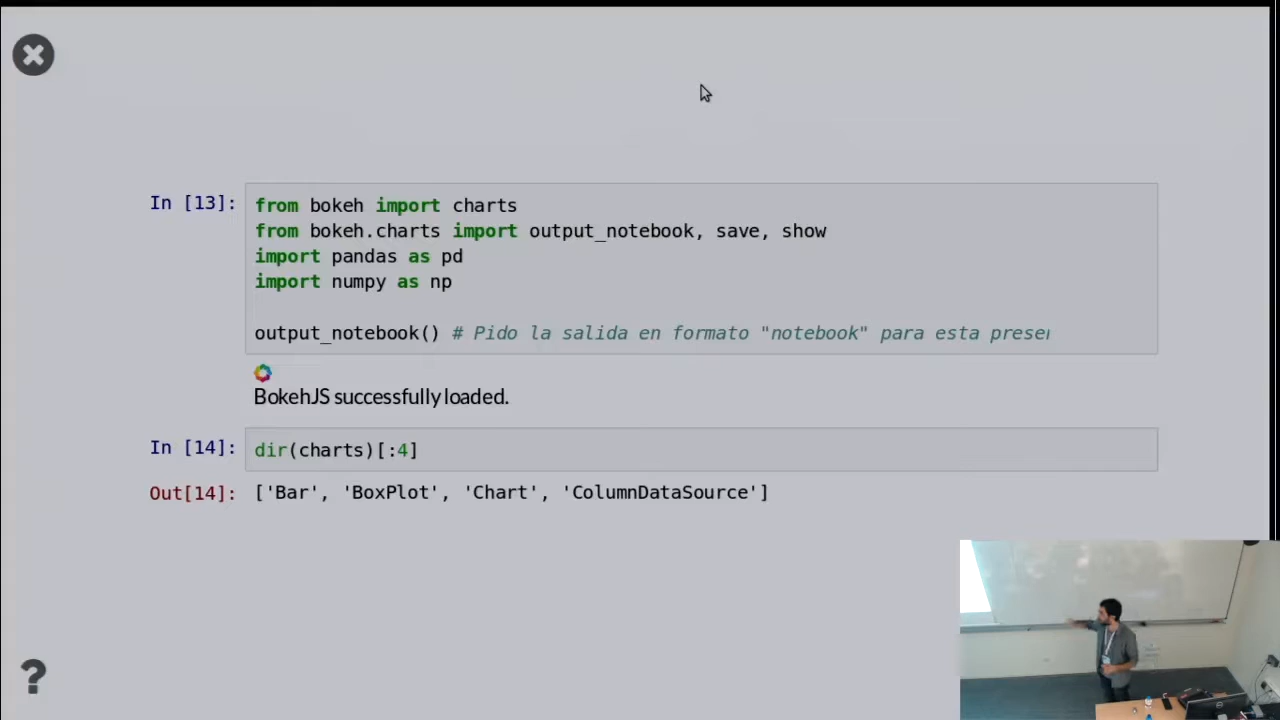 In [13]:
from bokeh import charts
from bokeh.charts import output_notebook, save, show
import pandas as pd
import numpy as np
output_notebook() # Pido la salida en formato "notebook" para esta presen
BokehJS successfully loaded.
In [14]:
dir(charts)[:4]
Out[14]:
['Bar', 'BoxPlot', 'Chart', 'ColumnDataSource']
?